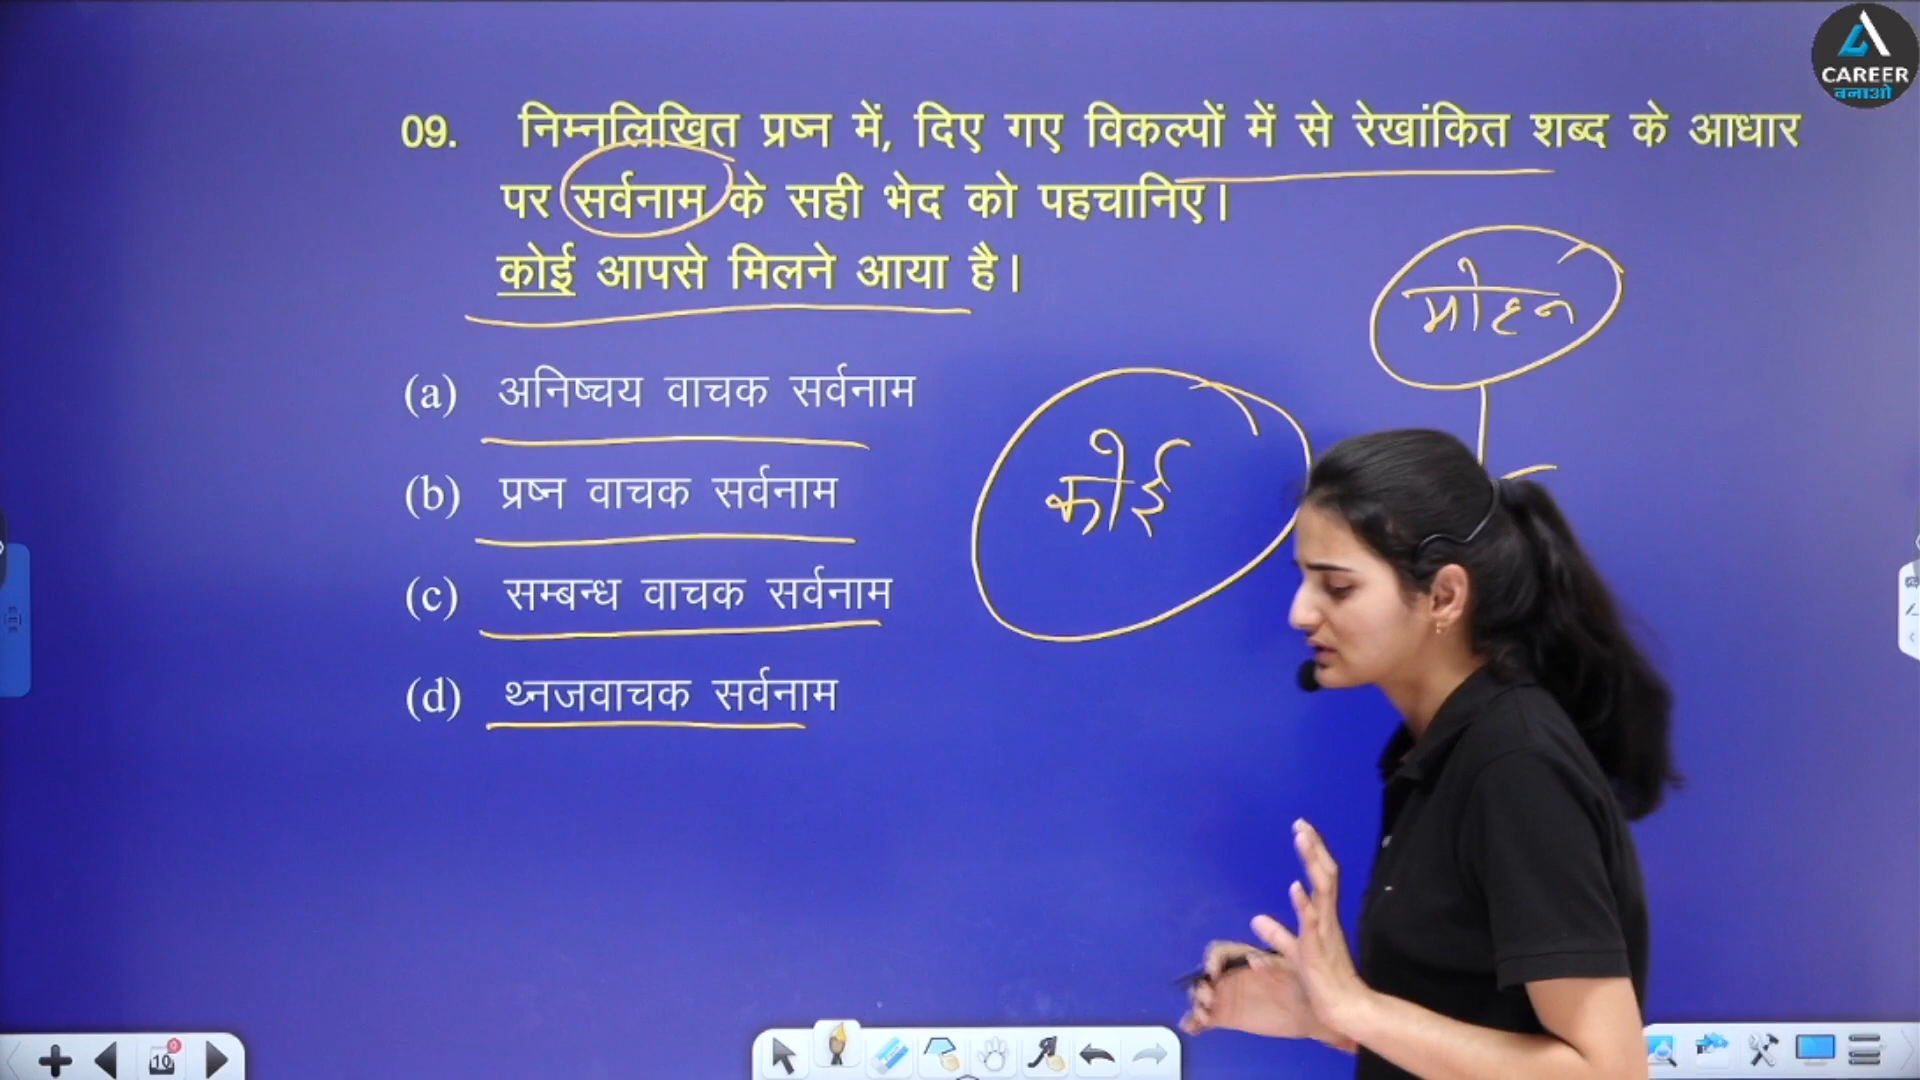 CAREER
बनाओ
09. निम्नलिखित प्रष्न में, दिए गए विकल्पों में से रेखांकित शब्द के आधार
पर सर्वनाम के सही भेद को पहचानिए।
कोई आपसे मिलने आया है।
मोहन
(a) अनिष्चय वाचक सर्वनाम
कोई
(b) प्रष्न वाचक सर्वनाम
(c) सम्बन्ध वाचक सर्वनाम
(d) थ्नजवाचक सर्वनाम
10